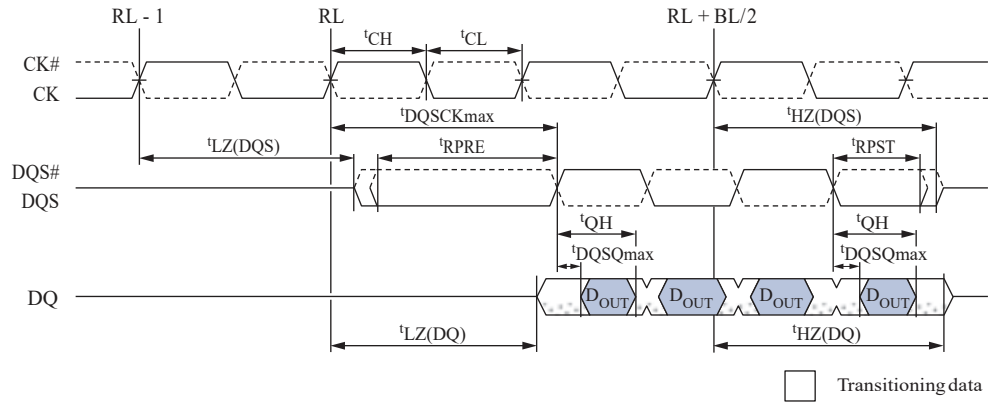 RL - 1 RL RL + BL/2
tCH tCL
CK#
CK
tDQSCKmax tHZ(DQS)
tLZ(DQS) tRPRE tRPST
DQS#
DQS
tQH tQH
tDQSQmax tDQSQmax
DQ DOUT DOUT DOUT DOUT
tLZ(DQ) tHZ(DQ)
Transitioning data